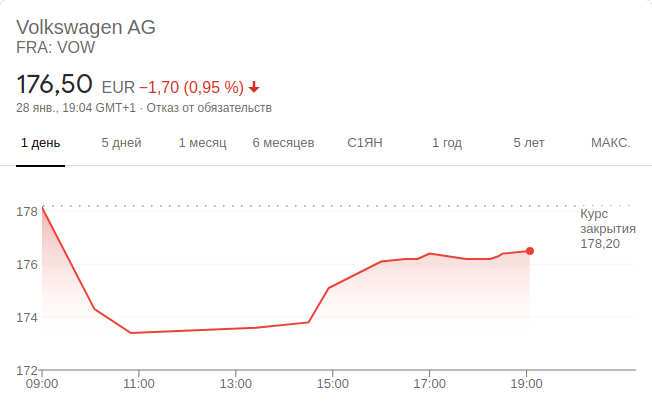 Volkswagen AG
FRA: VOW
176,50 EUR −1,70 (0,95 %)
28 янв., 19:04 GMT+1 · Отказ от обязательств
1 день 5 дней 1 месяц 6 месяцев С1ЯН 1 год 5 лет МАКС.
178
176
174
172
Курс
закрытия
178,20
09:00 11:00 13:00 15:00 17:00 19:00